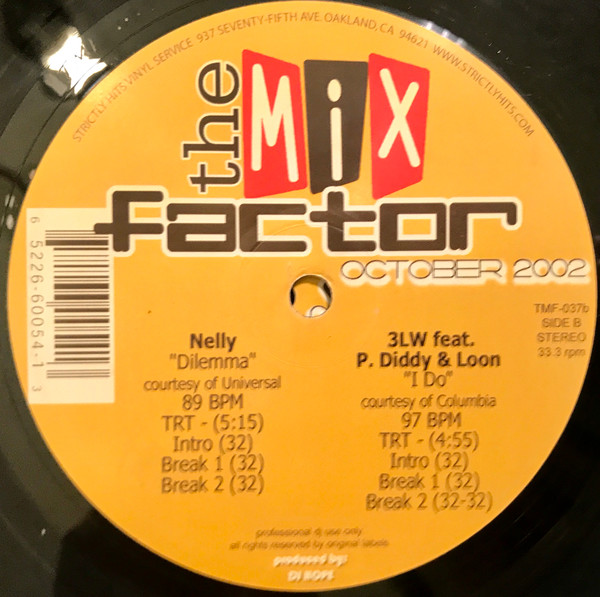 STRICTLY HITS VINYL SERVICE 937 SEVENTY-FIFTH AVE. OAKLAND, CA 94621 WWW.STRICTLYHITS.COM
the MiX
factor
OCTOBER 2002
6 52226-60054-1 3
TMF-037b
SIDE B
STEREO
33.3 rpm
Nelly
"Dilemma"
courtesy of Universal
89 BPM
TRT - (5:15)
Intro (32)
Break 1 (32)
Break 2 (32)
3LW feat.
P. Diddy & Loon
"I Do"
courtesy of Columbia
97 BPM
TRT - (4:55)
Intro (32)
Break 1 (32)
Break 2 (32-32)
professional dj use only
all rights reserved by original labels
produced by:
DJ